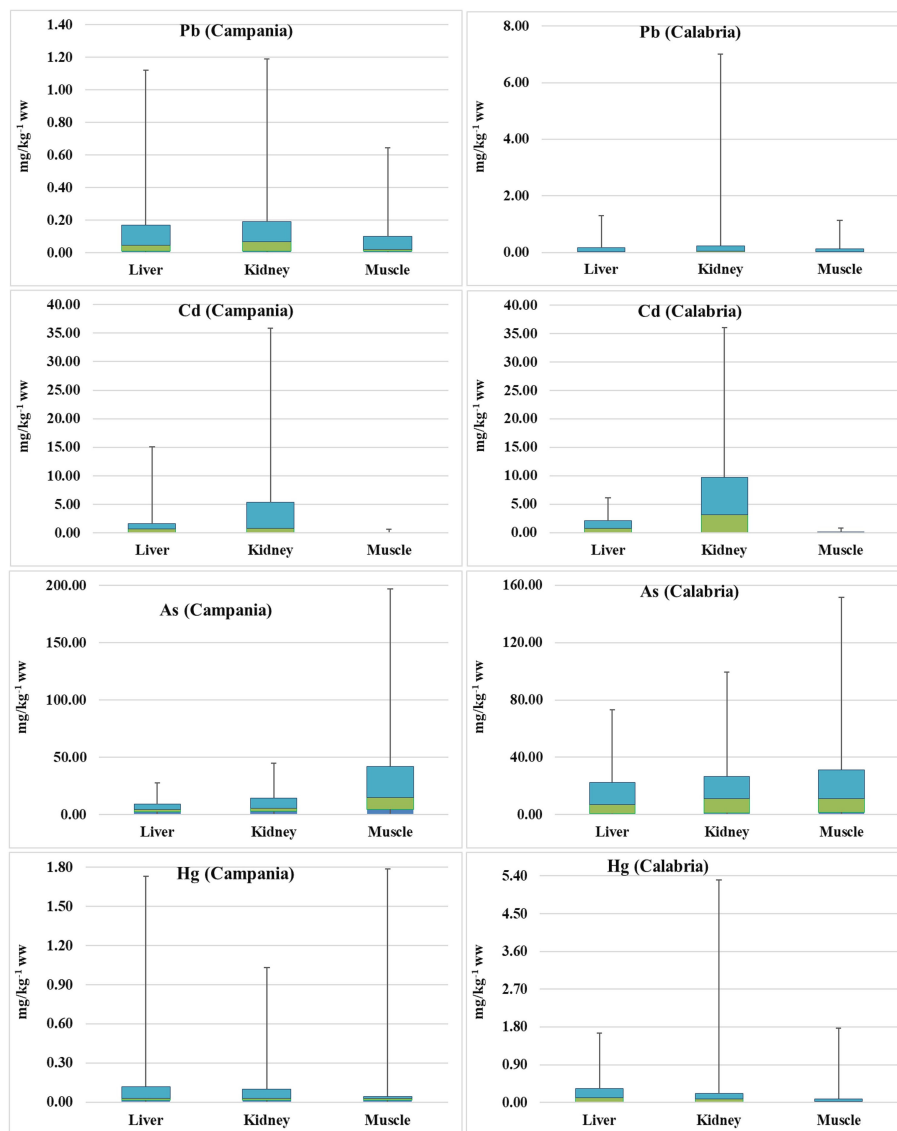 Pb (Campania)
mg/kg⁻¹ ww
1.40
1.20
1.00
0.80
0.60
0.40
0.20
0.00
Liver Kidney Muscle
Pb (Calabria)
mg/kg⁻¹ ww
8.00
6.00
4.00
2.00
0.00
Liver Kidney Muscle
Cd (Campania)
mg/kg⁻¹ ww
40.00
35.00
30.00
25.00
20.00
15.00
10.00
5.00
0.00
Liver Kidney Muscle
Cd (Calabria)
mg/kg⁻¹ ww
40.00
35.00
30.00
25.00
20.00
15.00
10.00
5.00
0.00
Liver Kidney Muscle
As (Campania)
mg/kg⁻¹ ww
200.00
150.00
100.00
50.00
0.00
Liver Kidney Muscle
As (Calabria)
mg/kg⁻¹ ww
160.00
120.00
80.00
40.00
0.00
Liver Kidney Muscle
Hg (Campania)
mg/kg⁻¹ ww
1.80
1.50
1.20
0.90
0.60
0.30
0.00
Liver Kidney Muscle
Hg (Calabria)
mg/kg⁻¹ ww
5.40
4.50
3.60
2.70
1.80
0.90
0.00
Liver Kidney Muscle